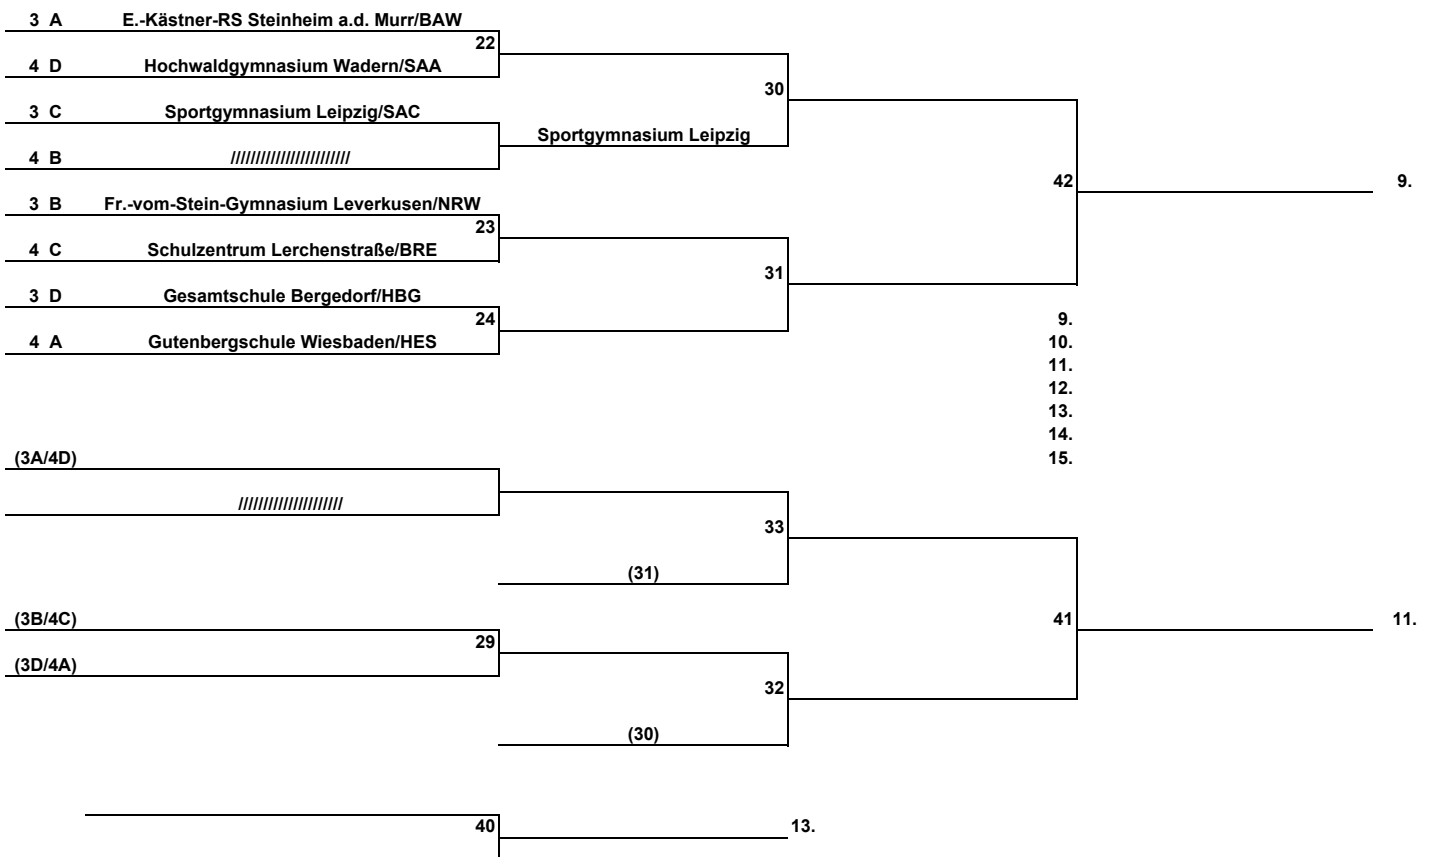 3 A E.-Kästner-RS Steinheim a.d. Murr/BAW
22
4 D Hochwaldgymnasium Wadern/SAA
30
3 C Sportgymnasium Leipzig/SAC
Sportgymnasium Leipzig
4 B ////////////////////////
42 9.
3 B Fr.-vom-Stein-Gymnasium Leverkusen/NRW
23
4 C Schulzentrum Lerchenstraße/BRE
31
3 D Gesamtschule Bergedorf/HBG
24 9.
4 A Gutenbergschule Wiesbaden/HES 10.
11.
12.
13.
14.
(3A/4D) 15.
/////////////////////
33
(31)
(3B/4C) 41 11.
29
(3D/4A)
32
(30)
40 13.